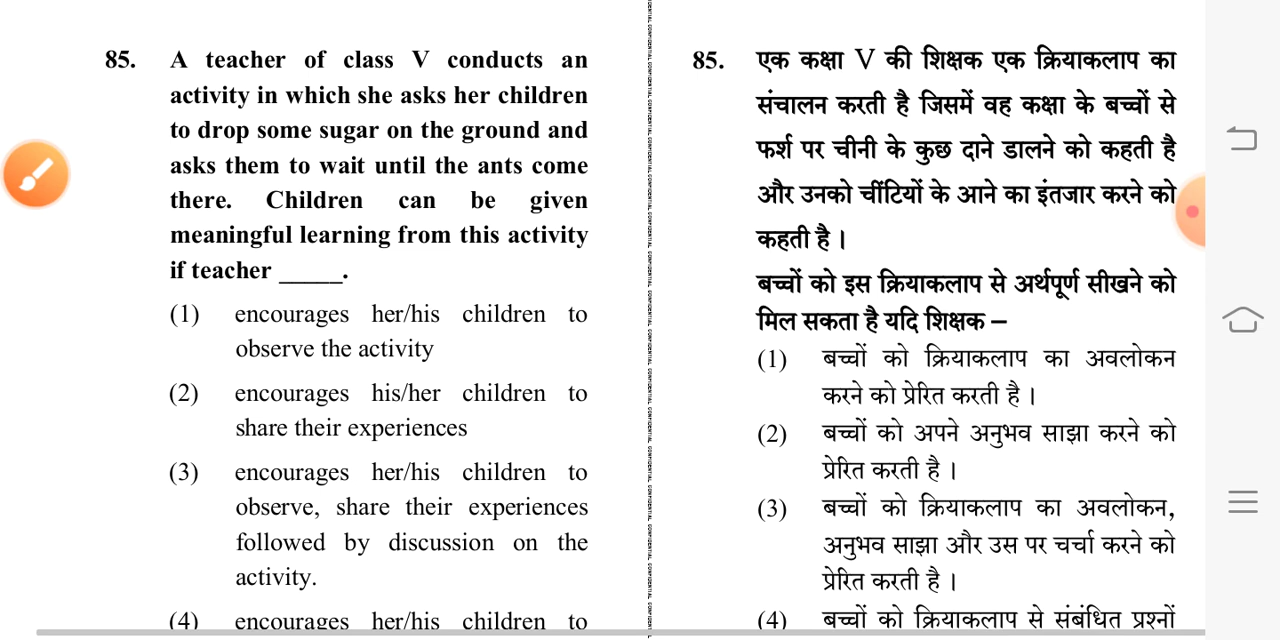 85. A teacher of class V conducts an
activity in which she asks her children
to drop some sugar on the ground and
asks them to wait until the ants come
there. Children can be given
meaningful learning from this activity
if teacher _____.
(1) encourages her/his children to
observe the activity
(2) encourages his/her children to
share their experiences
(3) encourages her/his children to
observe, share their experiences
followed by discussion on the
activity.
(4) encourages her/his children to
85. एक कक्षा V की शिक्षक एक क्रियाकलाप का
संचालन करती है जिसमें वह कक्षा के बच्चों से
फर्श पर चीनी के कुछ दाने डालने को कहती है
और उनको चींटियों के आने का इंतजार करने को
कहती है ।
बच्चों को इस क्रियाकलाप से अर्थपूर्ण सीखने को
मिल सकता है यदि शिक्षक –
(1) बच्चों को क्रियाकलाप का अवलोकन
करने को प्रेरित करती है ।
(2) बच्चों को अपने अनुभव साझा करने को
प्रेरित करती है ।
(3) बच्चों को क्रियाकलाप का अवलोकन,
अनुभव साझा और उस पर चर्चा करने को
प्रेरित करती है ।
(4) बच्चों को क्रियाकलाप से संबंधित प्रश्नों